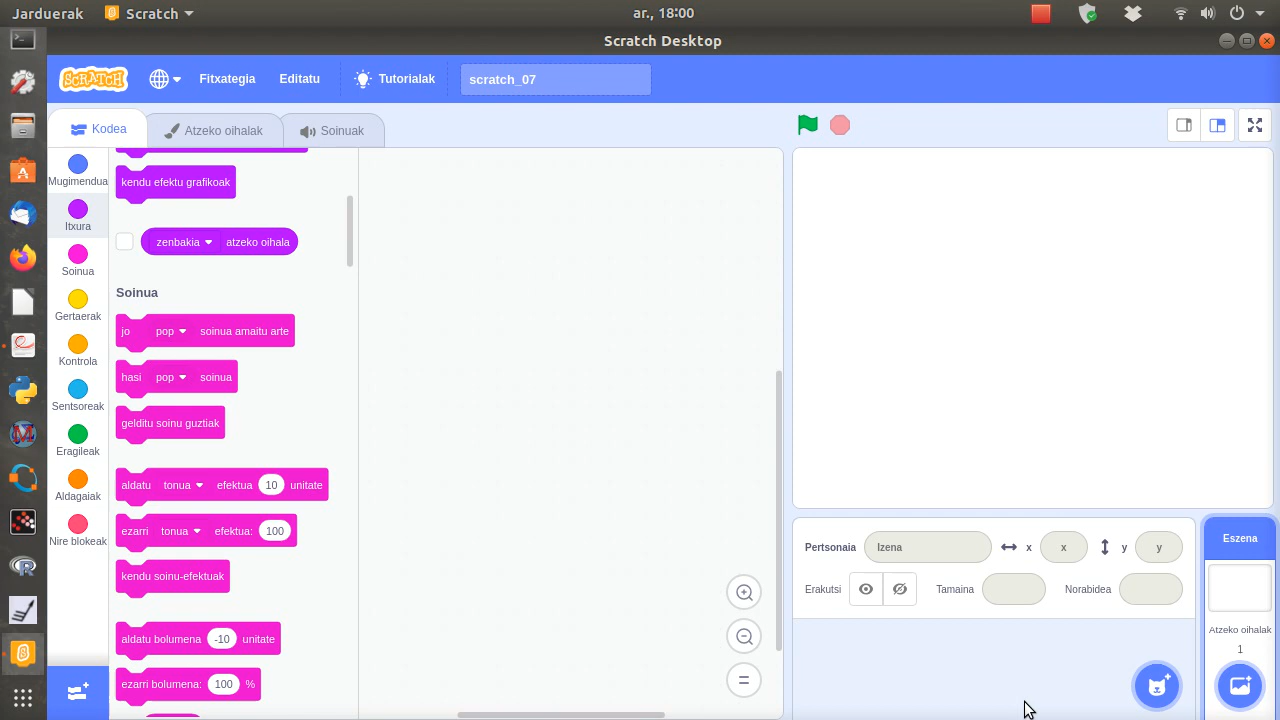 Jarduerak
Scratch
ar., 18:00
Scratch Desktop
SCRATCH
Fitxategia
Editatu
Tutorialak
scratch_07
Kodea
Atzeko oihalak
Soinuak
Mugimendua
Itxura
Soinua
Gertaerak
Kontrola
Sentsoreak
Eragileak
Aldagaiak
Nire blokeak
kendu efektu grafikoak
zenbakia atzeko oihala
Soinua
jo pop soinua amaitu arte
hasi pop soinua
gelditu soinu guztiak
aldatu tonua efektua 10 unitate
ezarri tonua efektua: 100
kendu soinu-efektuak
aldatu bolumena -10 unitate
ezarri bolumena: 100 %
Pertsonaia Izena x x y y
Erakutsi Tamaina Norabidea
Eszena
Atzeko oihalak
1